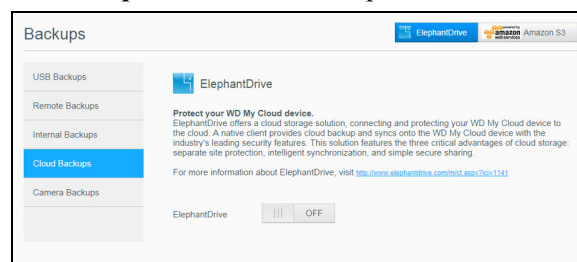 Backups
ElephantDrive
powered by
amazon
web services
Amazon S3
USB Backups
Remote Backups
Internal Backups
Cloud Backups
Camera Backups
ElephantDrive
Protect your WD My Cloud device.
ElephantDrive offers a cloud storage solution, connecting and protecting your WD My Cloud device to
the cloud. A native client provides cloud backup and syncs onto the WD My Cloud device with the
industry's leading security features. This solution features the three critical advantages of cloud storage:
separate site protection, intelligent synchronization, and simple secure sharing.
For more information about ElephantDrive, visit http://www.elephantdrive.com/m/ct.aspx?ici=1141
ElephantDrive
OFF